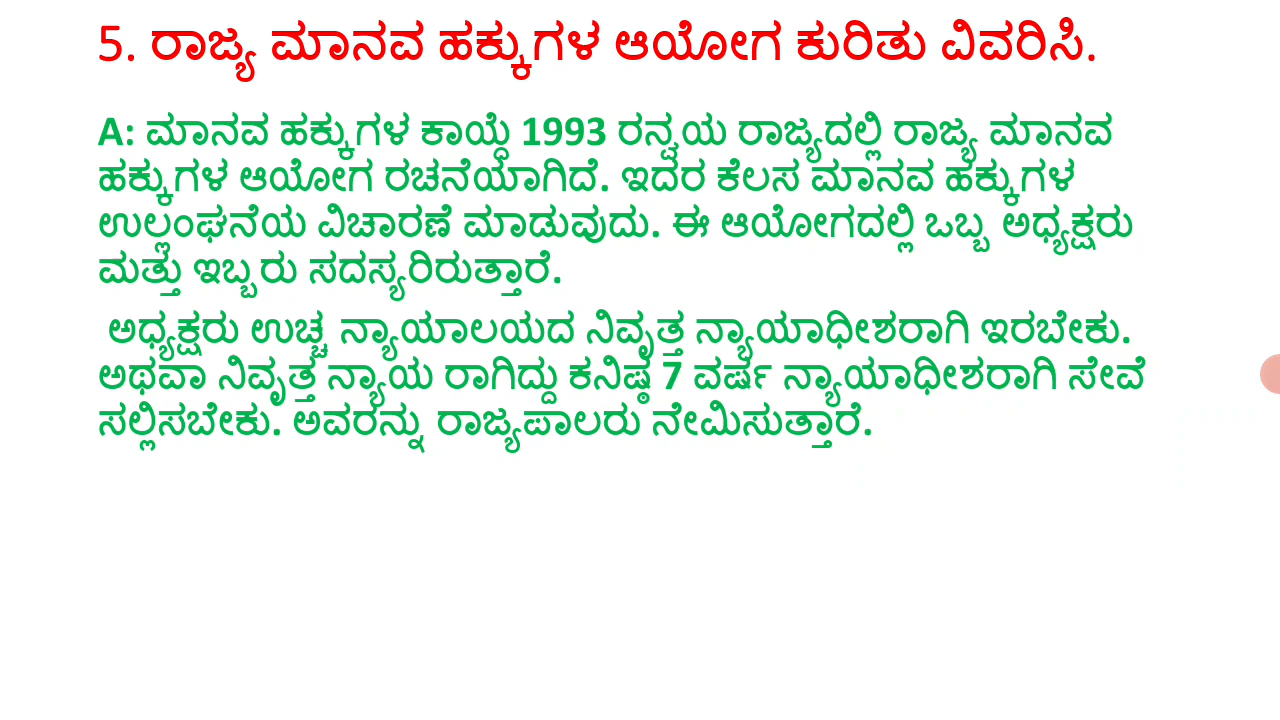 5. ರಾಜ್ಯ ಮಾನವ ಹಕ್ಕುಗಳ ಆಯೋಗ ಕುರಿತು ವಿವರಿಸಿ.
A: ಮಾನವ ಹಕ್ಕುಗಳ ಕಾಯ್ದೆ 1993 ರನ್ವಯ ರಾಜ್ಯದಲ್ಲಿ ರಾಜ್ಯ ಮಾನವ
ಹಕ್ಕುಗಳ ಆಯೋಗ ರಚನೆಯಾಗಿದೆ. ಇದರ ಕೆಲಸ ಮಾನವ ಹಕ್ಕುಗಳ
ಉಲ್ಲಂಘನೆಯ ವಿಚಾರಣೆ ಮಾಡುವುದು. ಈ ಆಯೋಗದಲ್ಲಿ ಒಬ್ಬ ಅಧ್ಯಕ್ಷರು
ಮತ್ತು ಇಬ್ಬರು ಸದಸ್ಯರಿರುತ್ತಾರೆ.
ಅಧ್ಯಕ್ಷರು ಉಚ್ಚ ನ್ಯಾಯಾಲಯದ ನಿವೃತ್ತ ನ್ಯಾಯಾಧೀಶರಾಗಿ ಇರಬೇಕು.
ಅಥವಾ ನಿವೃತ್ತ ನ್ಯಾಯ ರಾಗಿದ್ದು ಕನಿಷ್ಠ 7 ವರ್ಷ ನ್ಯಾಯಾಧೀಶರಾಗಿ ಸೇವೆ
ಸಲ್ಲಿಸಬೇಕು. ಅವರನ್ನು ರಾಜ್ಯಪಾಲರು ನೇಮಿಸುತ್ತಾರೆ.